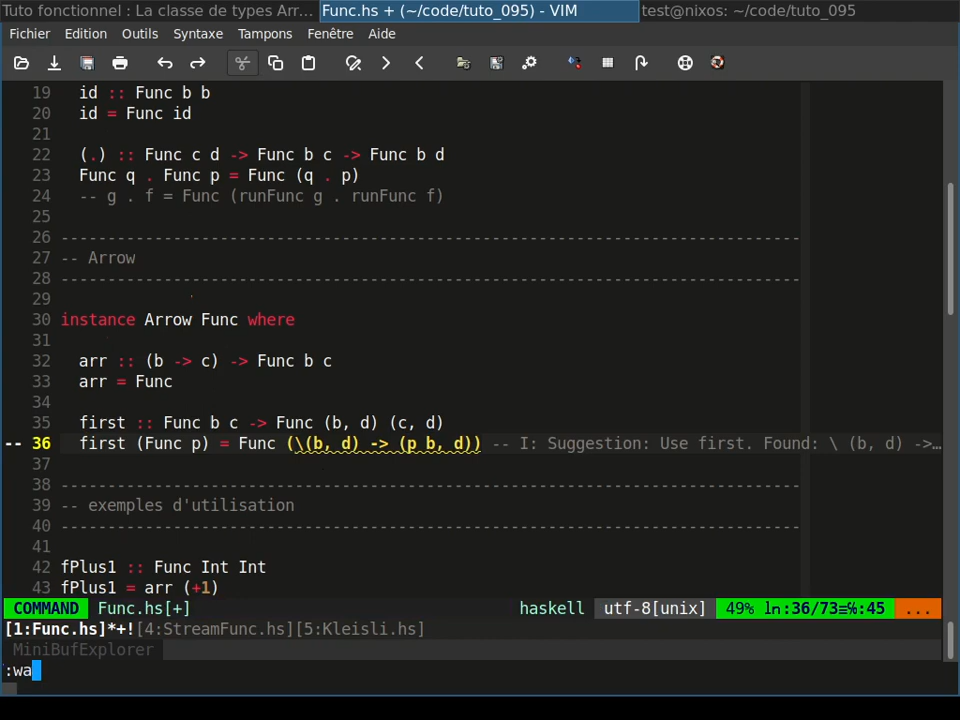 Tuto fonctionnel : La classe de types Arr... Func.hs + (~/code/tuto_095) - VIM test@nixos: ~/code/tuto_095
Fichier Edition Outils Syntaxe Tampons Fenêtre Aide
19 id :: Func b b
20 id = Func id
21
22 (.) :: Func c d -> Func b c -> Func b d
23 Func q . Func p = Func (q . p)
24 -- g . f = Func (runFunc g . runFunc f)
25
26 -------------------------------------------------------------------------------
27 -- Arrow
28 -------------------------------------------------------------------------------
29
30 instance Arrow Func where
31
32 arr :: (b -> c) -> Func b c
33 arr = Func
34
35 first :: Func b c -> Func (b, d) (c, d)
-- 36 first (Func p) = Func (\(b, d) -> (p b, d)) -- I: Suggestion: Use first. Found: \ (b, d) ->…
37
38 -------------------------------------------------------------------------------
39 -- exemples d'utilisation
40 -------------------------------------------------------------------------------
41
42 fPlus1 :: Func Int Int
43 fPlus1 = arr (+1)
COMMAND Func.hs[+] haskell utf-8[unix] 49% ln:36/73≡℅:45 ...
[1:Func.hs]*+![4:StreamFunc.hs][5:Kleisli.hs]
MiniBufExplorer
:wa